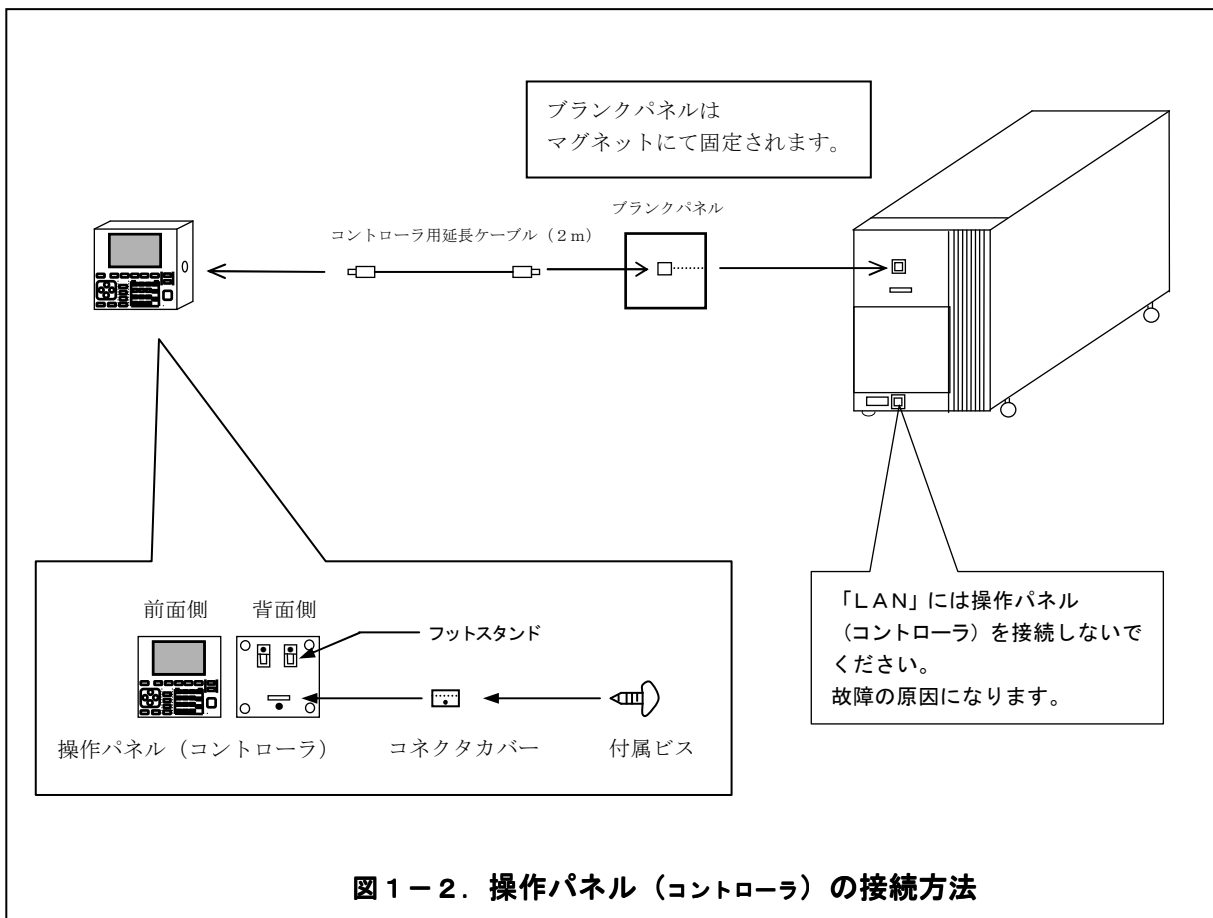 ブランクパネルは
マグネットにて固定されます。
ブランクパネル
コントローラ用延長ケーブル（２ｍ）
「ＬＡＮ」には操作パネル
（コントローラ）を接続しないで
ください。
故障の原因になります。
前面側　背面側
フットスタンド
操作パネル（コントローラ）　コネクタカバー　付属ビス
図１－２．操作パネル（コントローラ）の接続方法